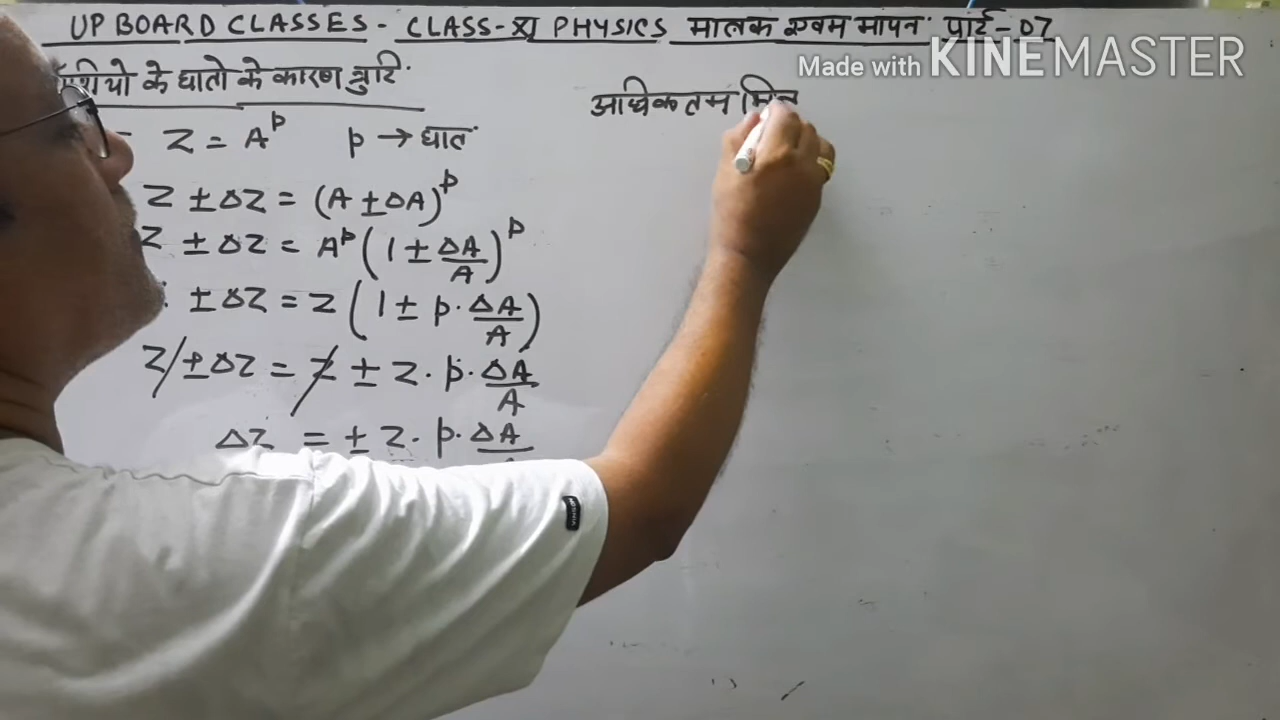 UP BOARD CLASSES - CLASS-XI PHYSICS मात्रक एवम मापन पार्ट-07
Made with KINEMASTER
के घातो के कारण त्रुटि
Z = A^p p → घात
Z ± ΔZ = (A ± ΔA)^p
Z ± ΔZ = A^p (1 ± ΔA/A)^p
± ΔZ = Z (1 ± p · ΔA/A)
Z ± ΔZ = Z ± Z · p · ΔA/A
ΔZ = ± Z · p · ΔA
अधिकतम भिन